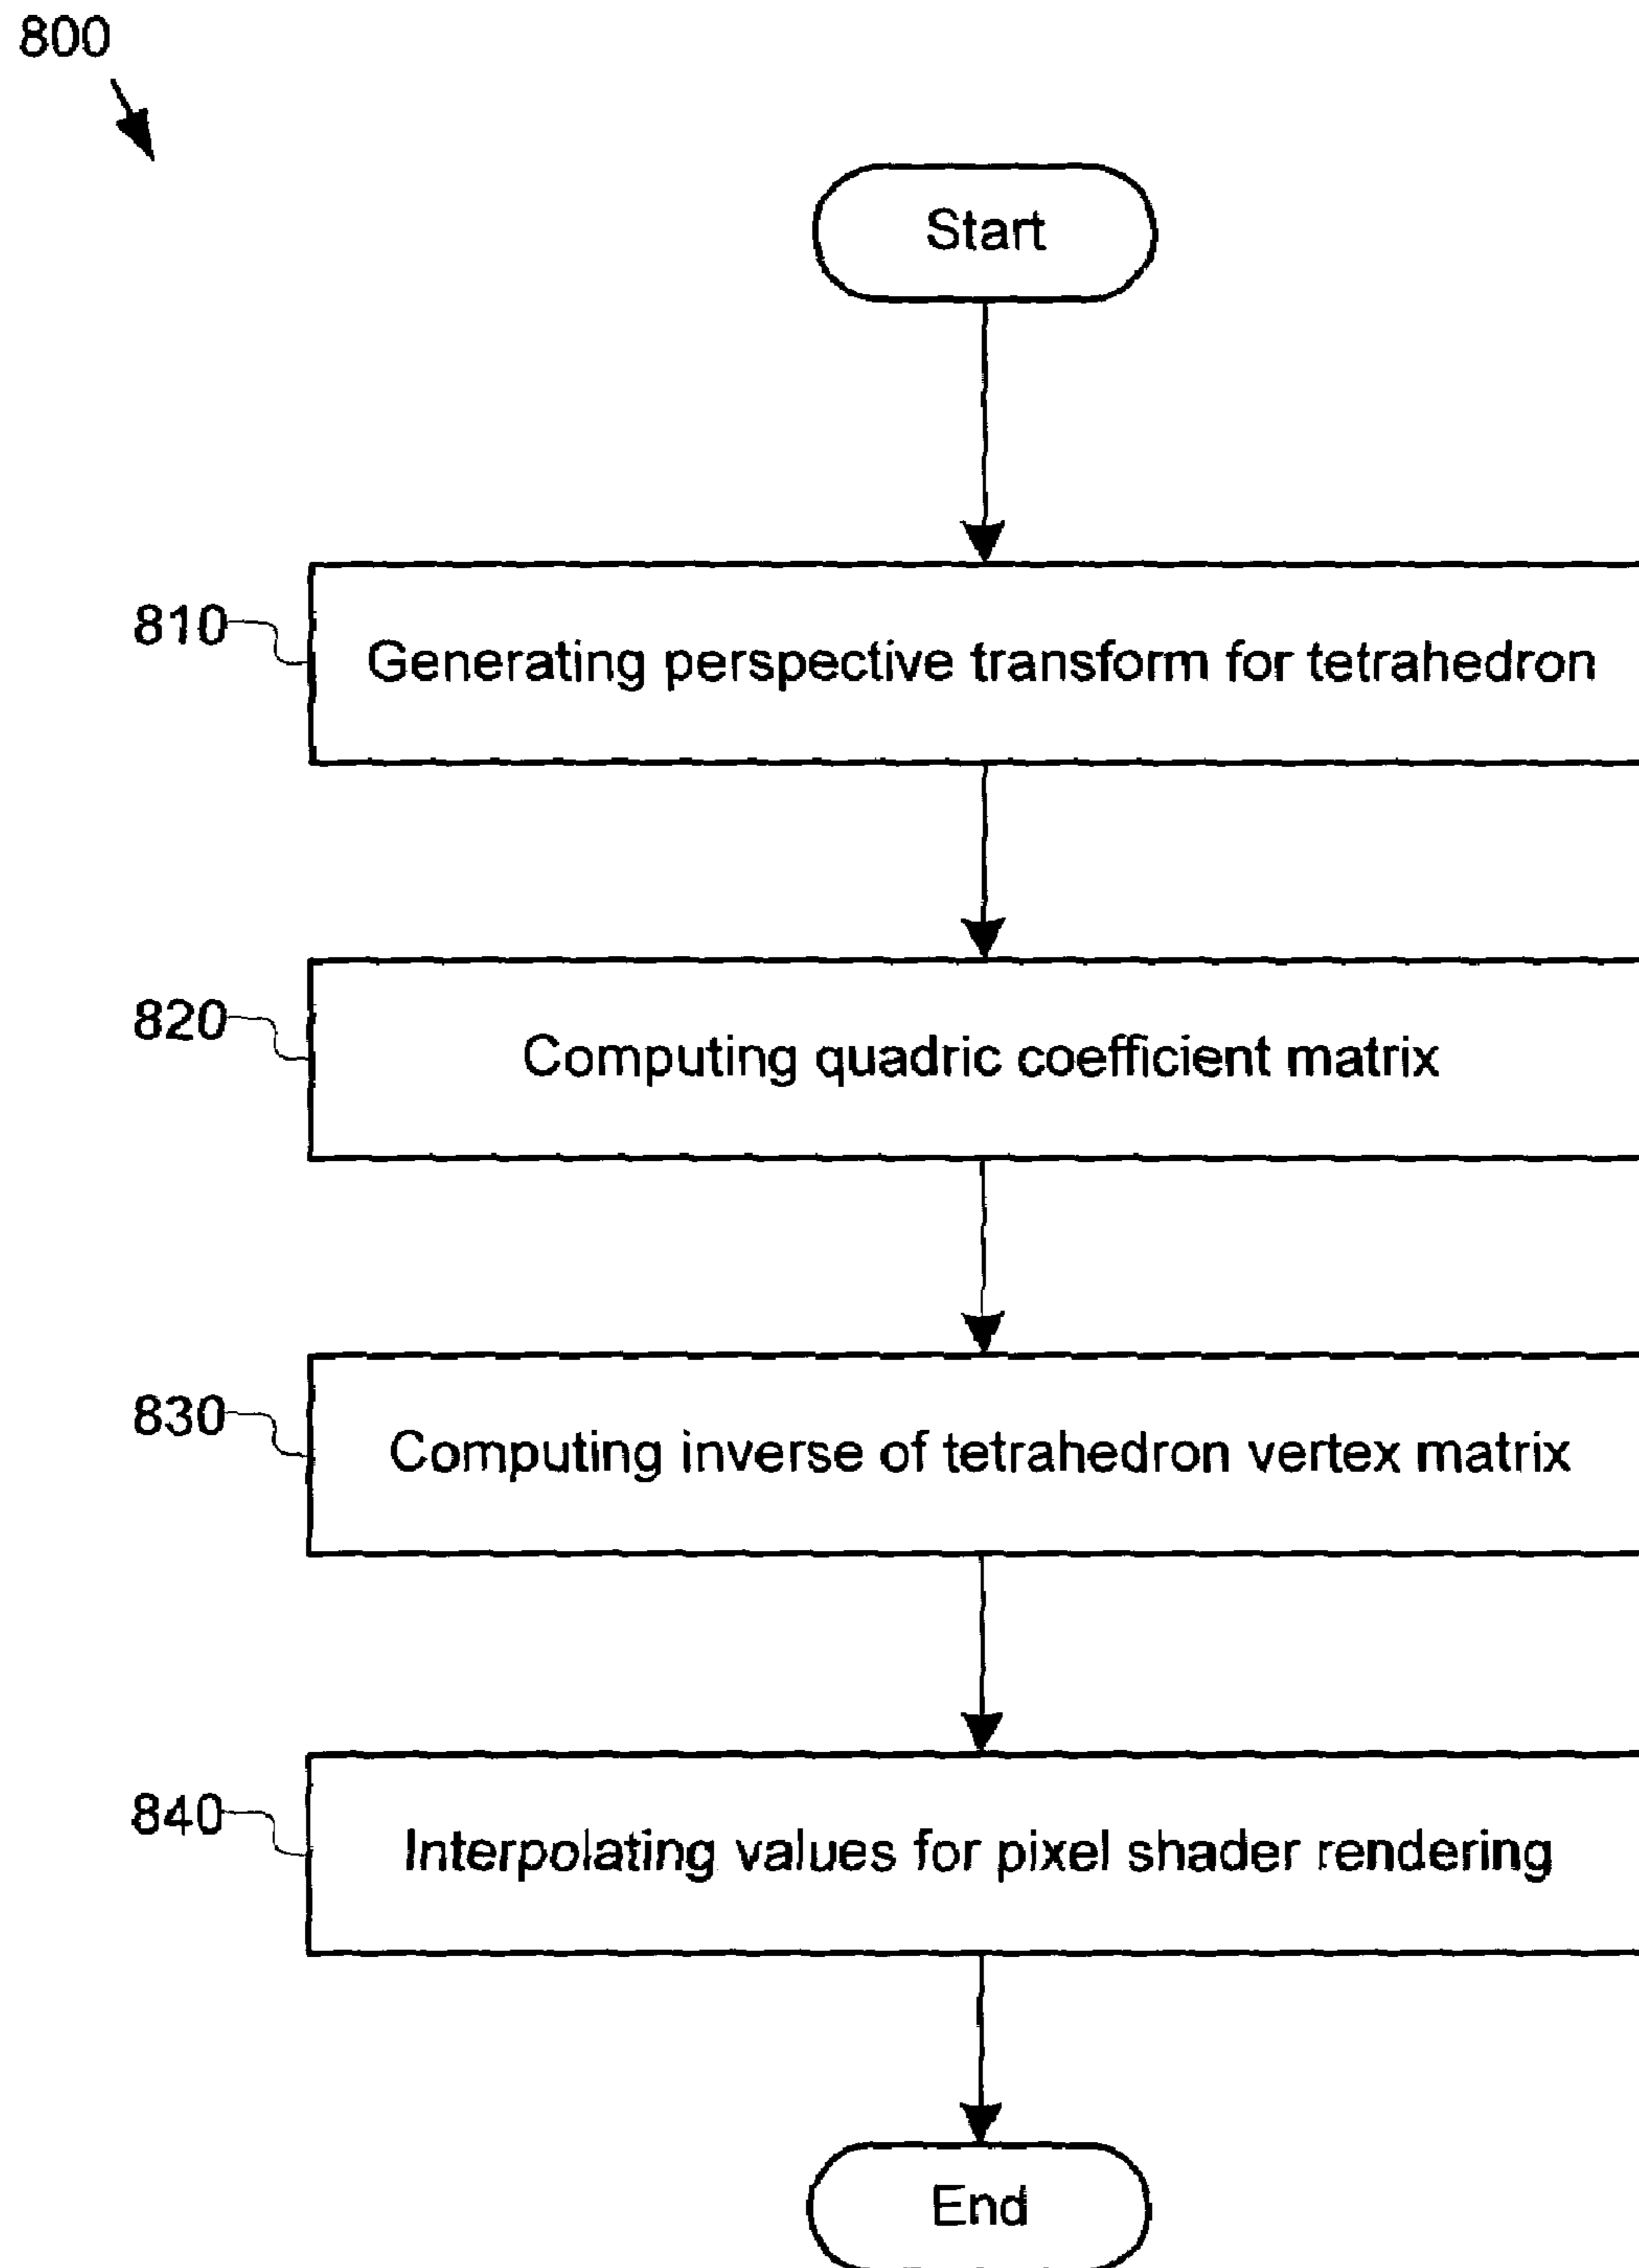 800
Start
810
Generating perspective transform for tetrahedron
820
Computing quadric coefficient matrix
830
Computing inverse of tetrahedron vertex matrix
840
Interpolating values for pixel shader rendering
End